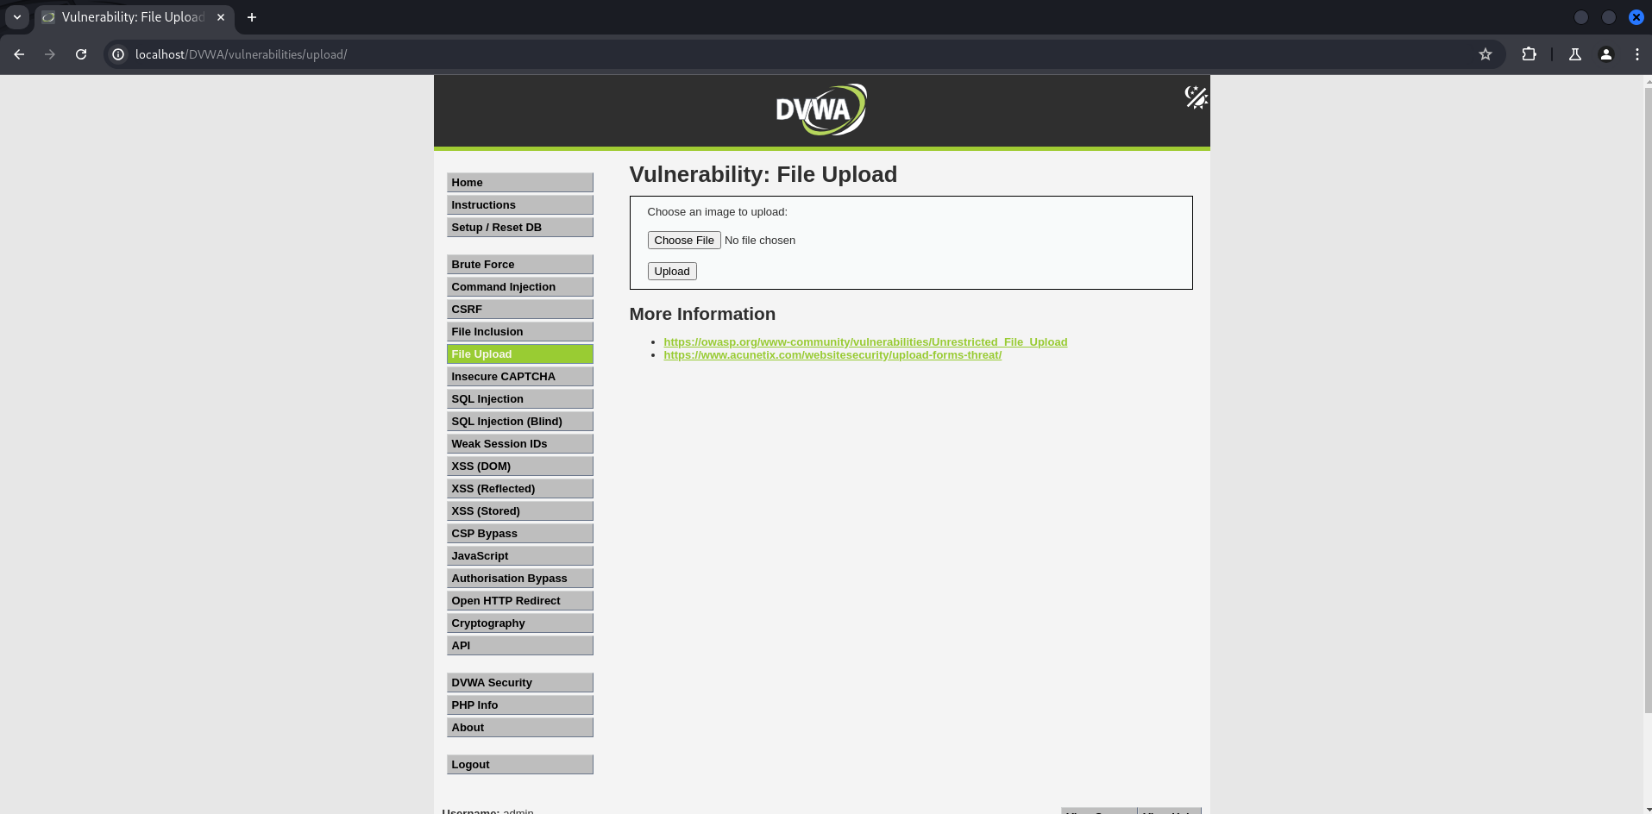 Vulnerability: File Upload
localhost/DVWA/vulnerabilities/upload/
DVWA
Home
Instructions
Setup / Reset DB
Brute Force
Command Injection
CSRF
File Inclusion
File Upload
Insecure CAPTCHA
SQL Injection
SQL Injection (Blind)
Weak Session IDs
XSS (DOM)
XSS (Reflected)
XSS (Stored)
CSP Bypass
JavaScript
Authorisation Bypass
Open HTTP Redirect
Cryptography
API
DVWA Security
PHP Info
About
Logout
Vulnerability: File Upload
Choose an image to upload:
Choose File No file chosen
Upload
More Information
https://owasp.org/www-community/vulnerabilities/Unrestricted_File_Upload
https://www.acunetix.com/websitesecurity/upload-forms-threat/
Username: admin